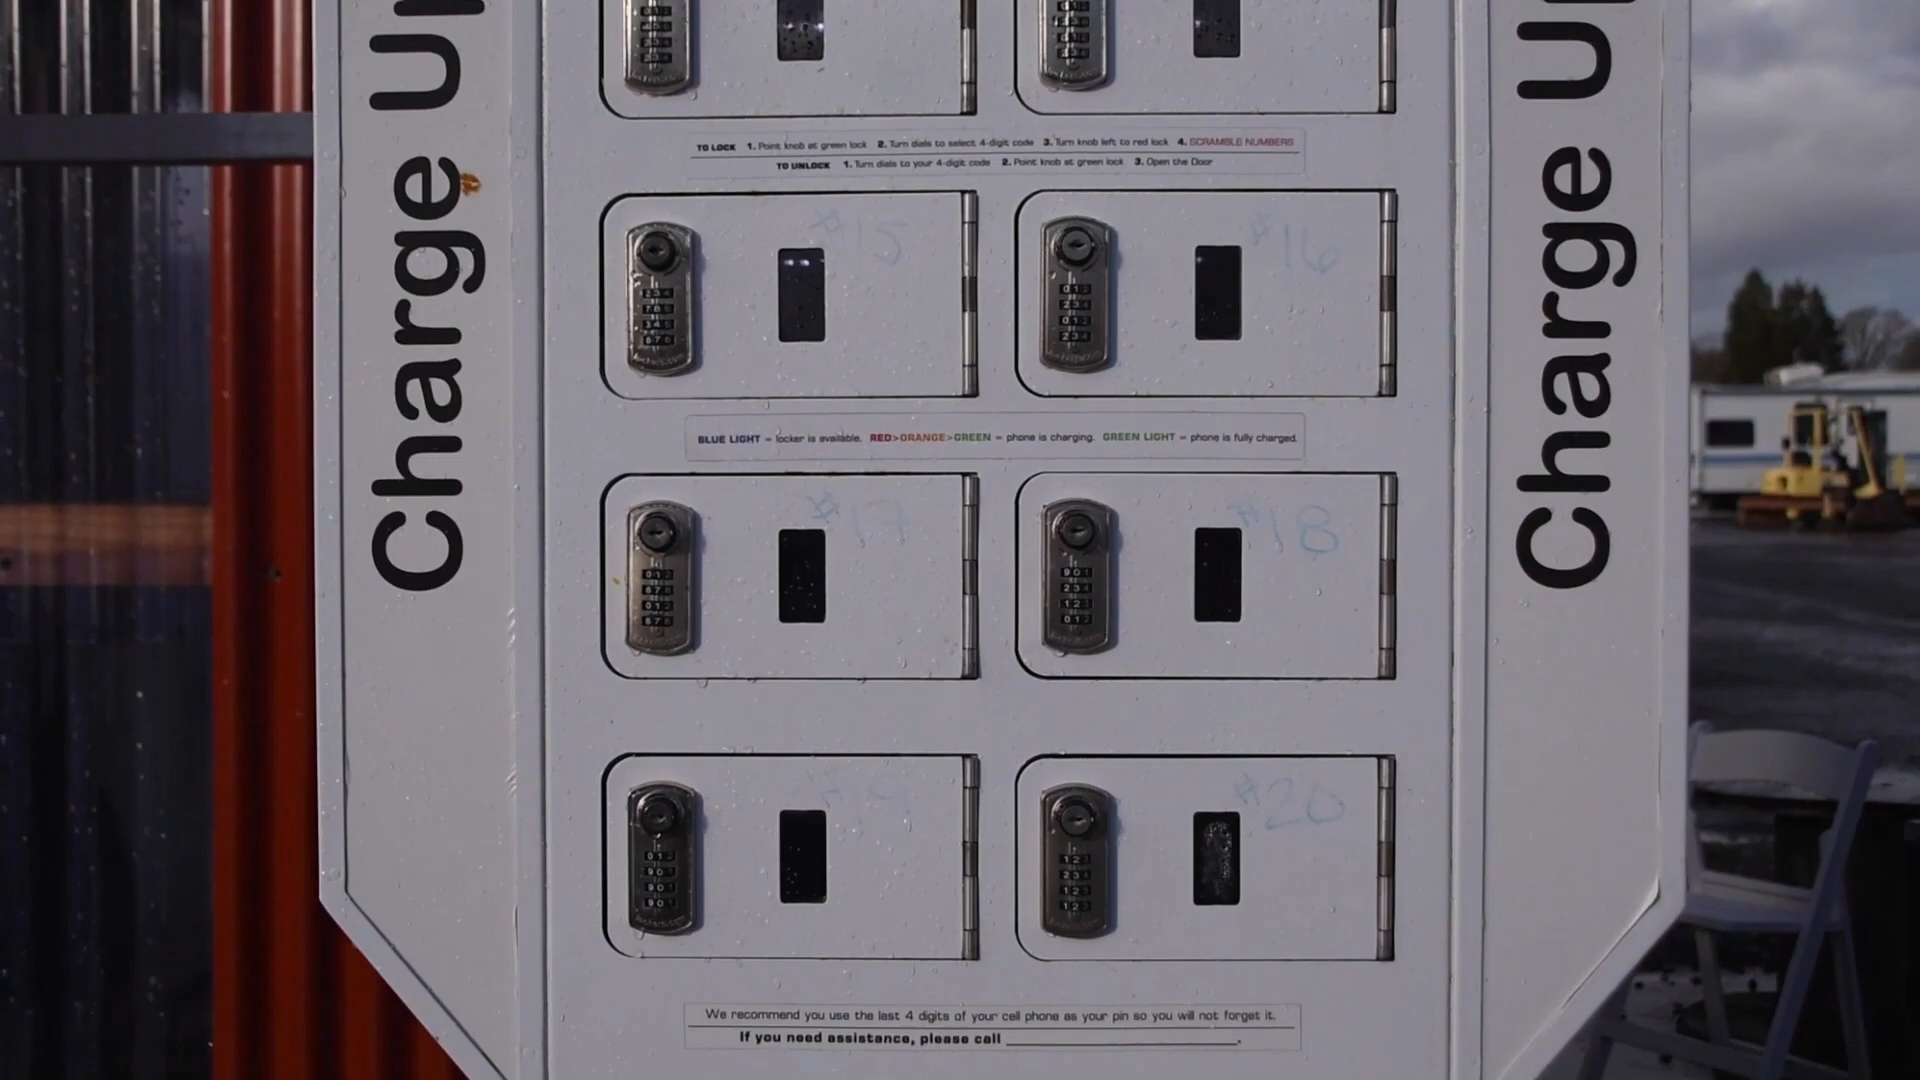 Charge
Charge
TO LOCK 1. Point knob at green lock 2. Turn dials to select 4-digit code 3. Turn knob left to red lock 4. SCRAMBLE NUMBERS
TO UNLOCK 1. Turn dials to your 4-digit code 2. Point knob at green lock 3. Open the Door
#15
#16
BLUE LIGHT = locker is available. RED>ORANGE>GREEN = phone is charging. GREEN LIGHT = phone is fully charged.
#17
#18
#19
#20
We recommend you use the last 4 digits of your cell phone as your pin so you will not forget it.
If you need assistance, please call ____________________.